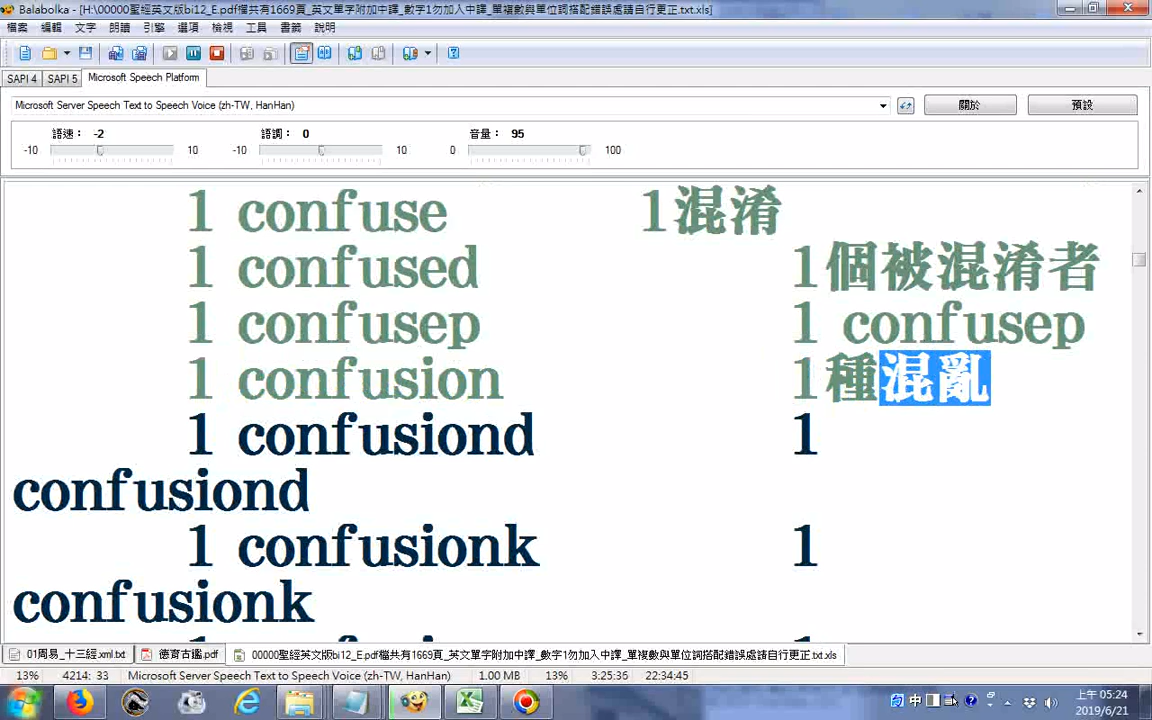 Balabolka - [H:\00000聖經英文版bi12_E.pdf檔共有1669頁_英文單字附加中譯_數字1勿加入中譯_單複數與單位詞搭配錯誤處請自行更正.txt.xls]
檔案 編輯 文字 朗讀 引擎 選項 檢視 工具 書籤 說明
SAPI 4 SAPI 5 Microsoft Speech Platform
Microsoft Server Speech Text to Speech Voice (zh-TW, HanHan) 關於 預設
語速： -2 語調： 0 音量： 95
-10 10 -10 10 0 100
1 confuse 1混淆
1 confused 1個被混淆者
1 confusep 1 confusep
1 confusion 1種混亂
1 confusiond 1
confusiond
1 confusionk 1
confusionk
01周易_十三經.xml.txt 德育古鑑.pdf 00000聖經英文版bi12_E.pdf檔共有1669頁_英文單字附加中譯_數字1勿加入中譯_單複數與單位詞搭配錯誤處請自行更正.txt.xls
13% 4214: 33 Microsoft Server Speech Text to Speech Voice (zh-TW, HanHan) 1.00 MB 13% 3:25:36 22:34:45
中 上午 05:24
2019/6/21